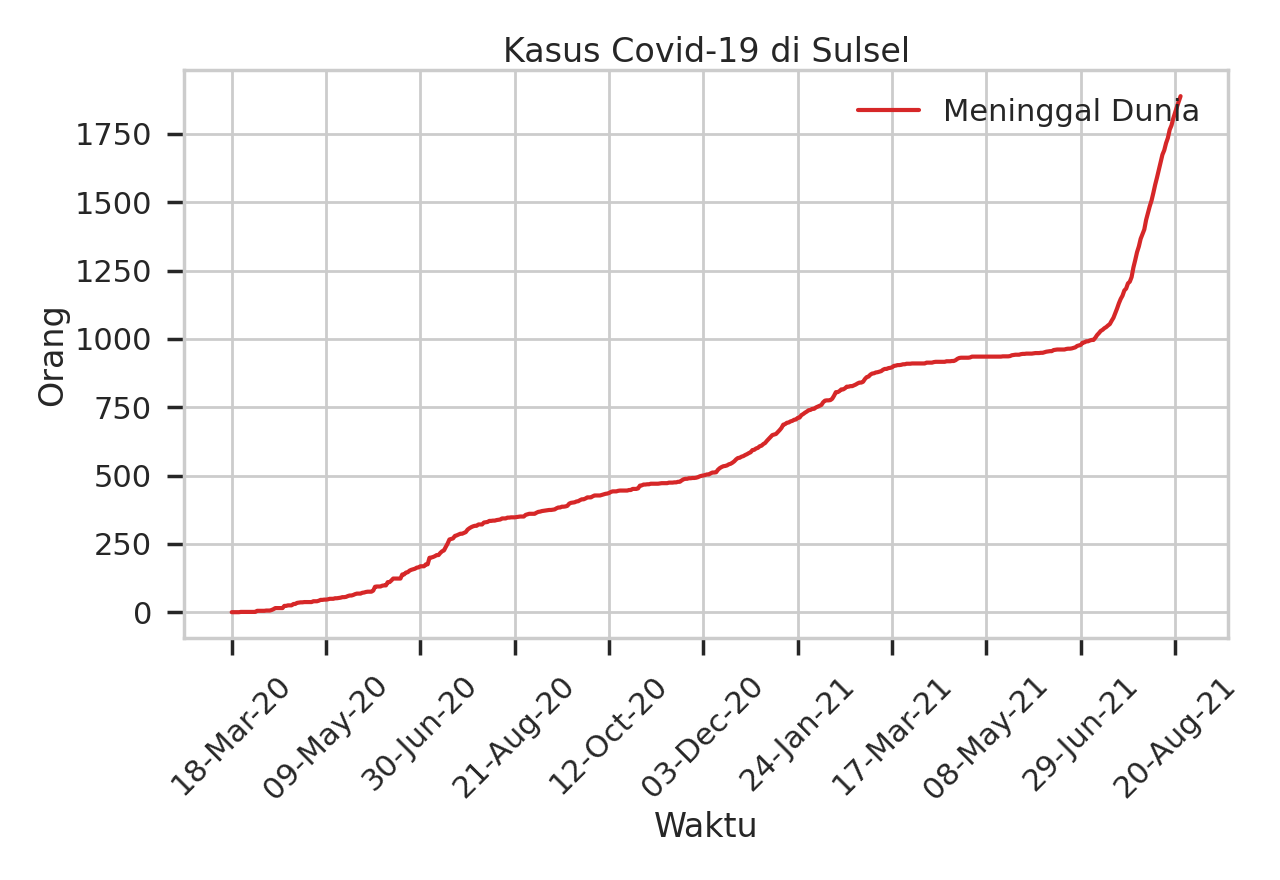 Kasus Covid-19 di Sulsel
Meninggal Dunia
1750
1500
1250
1000
750
500
250
0
Orang
18-Mar-20
09-May-20
30-Jun-20
21-Aug-20
12-Oct-20
03-Dec-20
24-Jan-21
17-Mar-21
08-May-21
29-Jun-21
20-Aug-21
Waktu